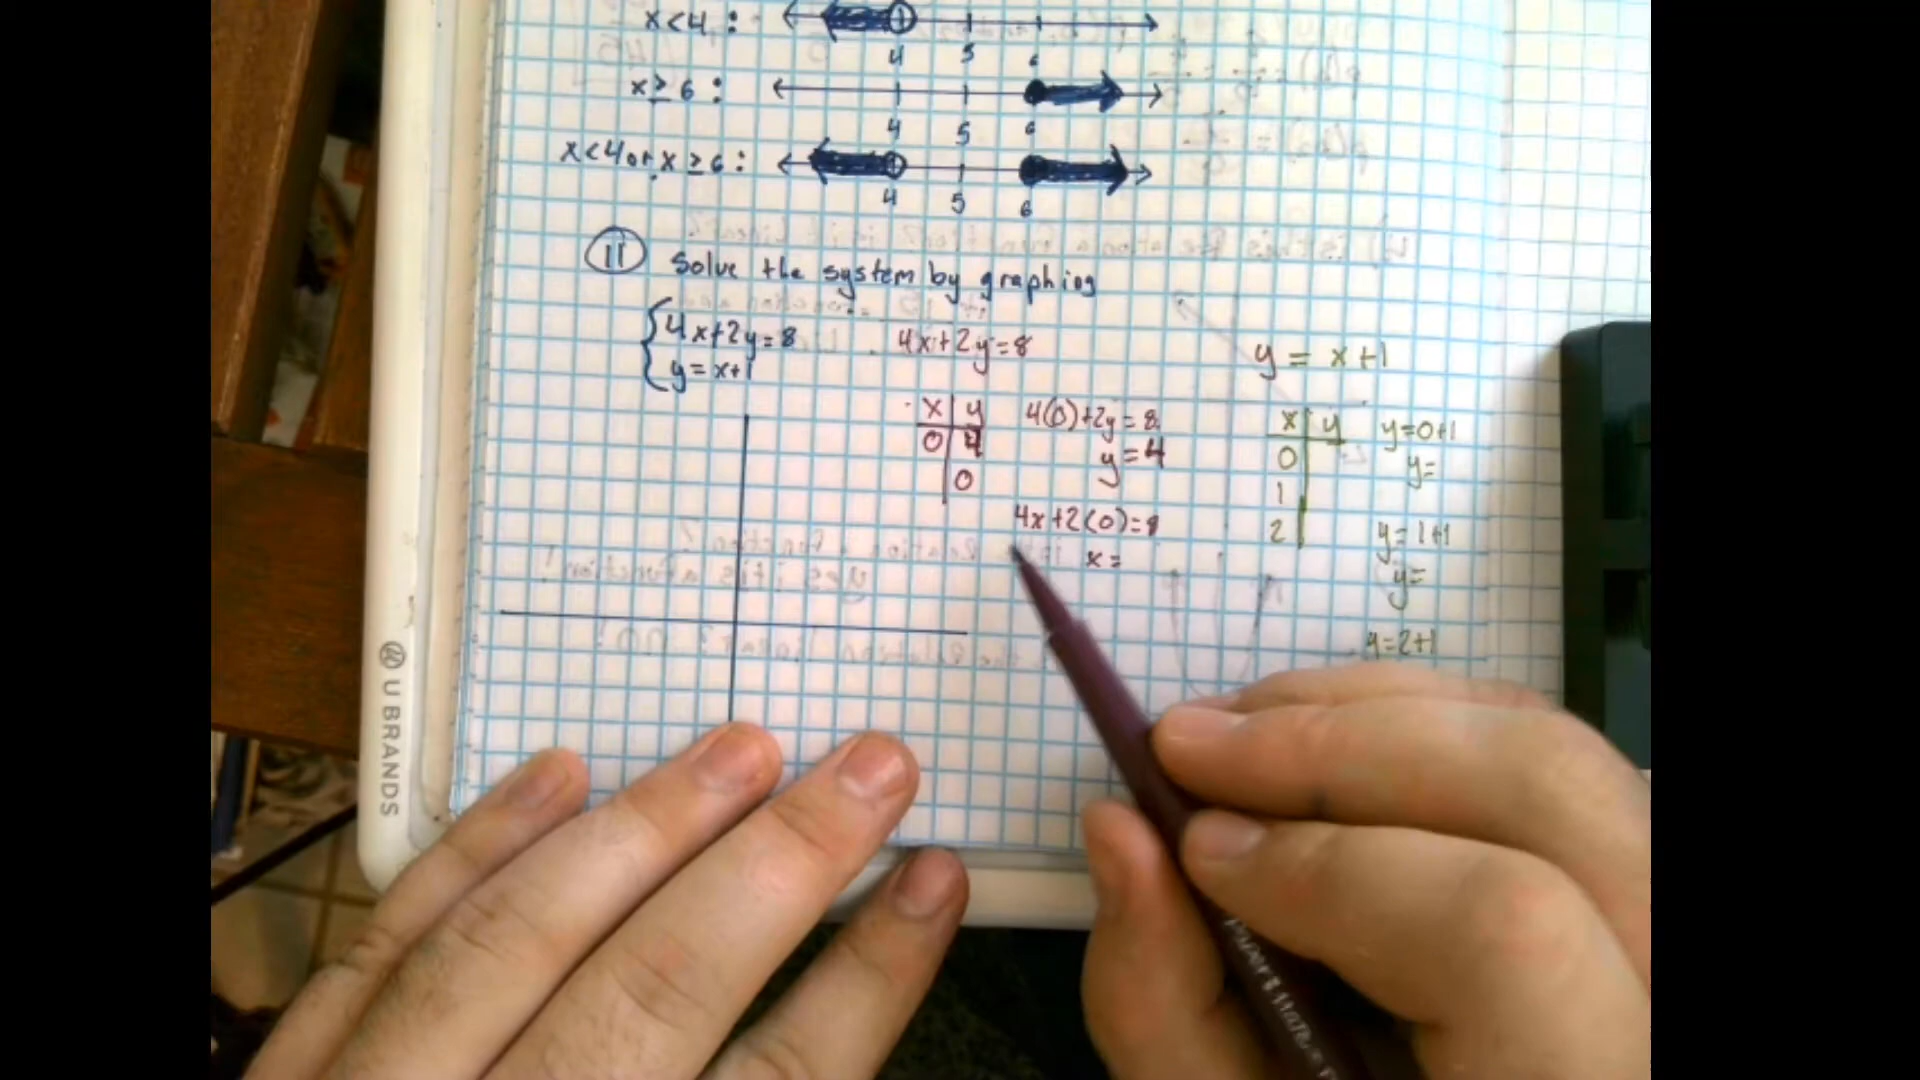 x<4:
4 5 6
x≥6:
4 5 6
x<4 or x≥6:
4 5 6
11 Solve the system by graphing
{4x+2y=8
y=x+1
4x+2y=8
x | y
0 | 4
| 0
4(0)+2y=8
y=4
4x+2(0)=8
x=
y = x+1
x | y
0
1
2
y=0+1
y=
y=1+1
y=
y=2+1
U BRANDS